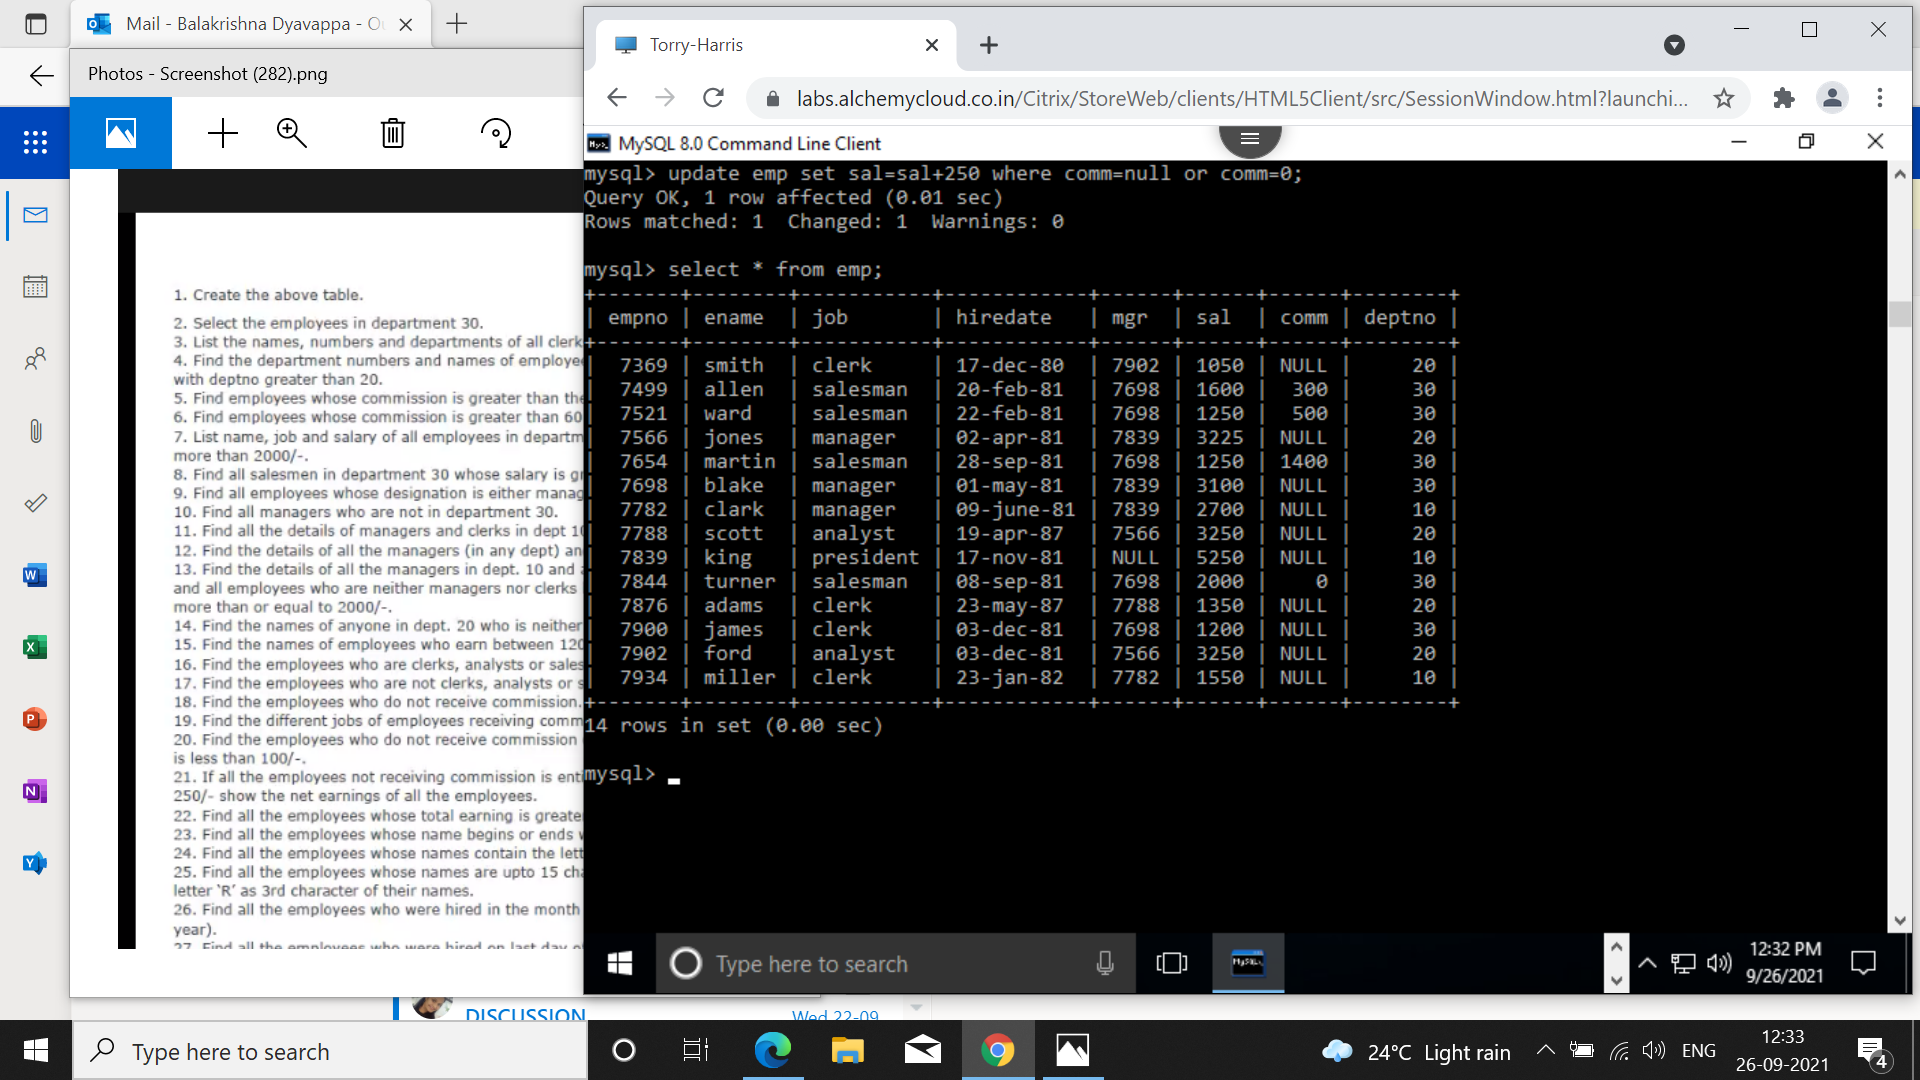 Mail - Balakrishna Dyavappa - Ou
Photos - Screenshot (282).png
1. Create the above table.
2. Select the employees in department 30.
3. List the names, numbers and departments of all clerk
4. Find the department numbers and names of employee
with deptno greater than 20.
5. Find employees whose commission is greater than the
6. Find employees whose commission is greater than 60
7. List name, job and salary of all employees in departm
more than 2000/-.
8. Find all salesmen in department 30 whose salary is gr
9. Find all employees whose designation is either manag
10. Find all managers who are not in department 30.
11. Find all the details of managers and clerks in dept 10
12. Find the details of all the managers (in any dept) an
13. Find the details of all the managers in dept. 10 and a
and all employees who are neither managers nor clerks
more than or equal to 2000/-.
14. Find the names of anyone in dept. 20 who is neither
15. Find the names of employees who earn between 120
16. Find the employees who are clerks, analysts or sales
17. Find the employees who are not clerks, analysts or s
18. Find the employees who do not receive commission.
19. Find the different jobs of employees receiving comm
20. Find the employees who do not receive commission
is less than 100/-.
21. If all the employees not receiving commission is enti
250/- show the net earnings of all the employees.
22. Find all the employees whose total earning is greate
23. Find all the employees whose name begins or ends w
24. Find all the employees whose names contain the lett
25. Find all the employees whose names are upto 15 cha
letter 'R' as 3rd character of their names.
26. Find all the employees who were hired in the month
year).
27. Find all the employees who were hired on last day of
DISCUSSION
Wed 22-09
Torry-Harris
labs.alchemycloud.co.in/Citrix/StoreWeb/clients/HTML5Client/src/SessionWindow.html?launchi...
MySQL 8.0 Command Line Client
mysql> update emp set sal=sal+250 where comm=null or comm=0;
Query OK, 1 row affected (0.01 sec)
Rows matched: 1  Changed: 1  Warnings: 0
mysql> select * from emp;
+-------+--------+-----------+------------+------+------+------+--------+
| empno | ename  | job       | hiredate   | mgr  | sal  | comm | deptno |
+-------+--------+-----------+------------+------+------+------+--------+
|  7369 | smith  | clerk     | 17-dec-80  | 7902 | 1050 | NULL |     20 |
|  7499 | allen  | salesman  | 20-feb-81  | 7698 | 1600 |  300 |     30 |
|  7521 | ward   | salesman  | 22-feb-81  | 7698 | 1250 |  500 |     30 |
|  7566 | jones  | manager   | 02-apr-81  | 7839 | 3225 | NULL |     20 |
|  7654 | martin | salesman  | 28-sep-81  | 7698 | 1250 | 1400 |     30 |
|  7698 | blake  | manager   | 01-may-81  | 7839 | 3100 | NULL |     30 |
|  7782 | clark  | manager   | 09-june-81 | 7839 | 2700 | NULL |     10 |
|  7788 | scott  | analyst   | 19-apr-87  | 7566 | 3250 | NULL |     20 |
|  7839 | king   | president | 17-nov-81  | NULL | 5250 | NULL |     10 |
|  7844 | turner | salesman  | 08-sep-81  | 7698 | 2000 |    0 |     30 |
|  7876 | adams  | clerk     | 23-may-87  | 7788 | 1350 | NULL |     20 |
|  7900 | james  | clerk     | 03-dec-81  | 7698 | 1200 | NULL |     30 |
|  7902 | ford   | analyst   | 03-dec-81  | 7566 | 3250 | NULL |     20 |
|  7934 | miller | clerk     | 23-jan-82  | 7782 | 1550 | NULL |     10 |
+-------+--------+-----------+------------+------+------+------+--------+
14 rows in set (0.00 sec)
mysql>
Type here to search
12:32 PM
9/26/2021
Type here to search
24°C Light rain
ENG
12:33
26-09-2021
4